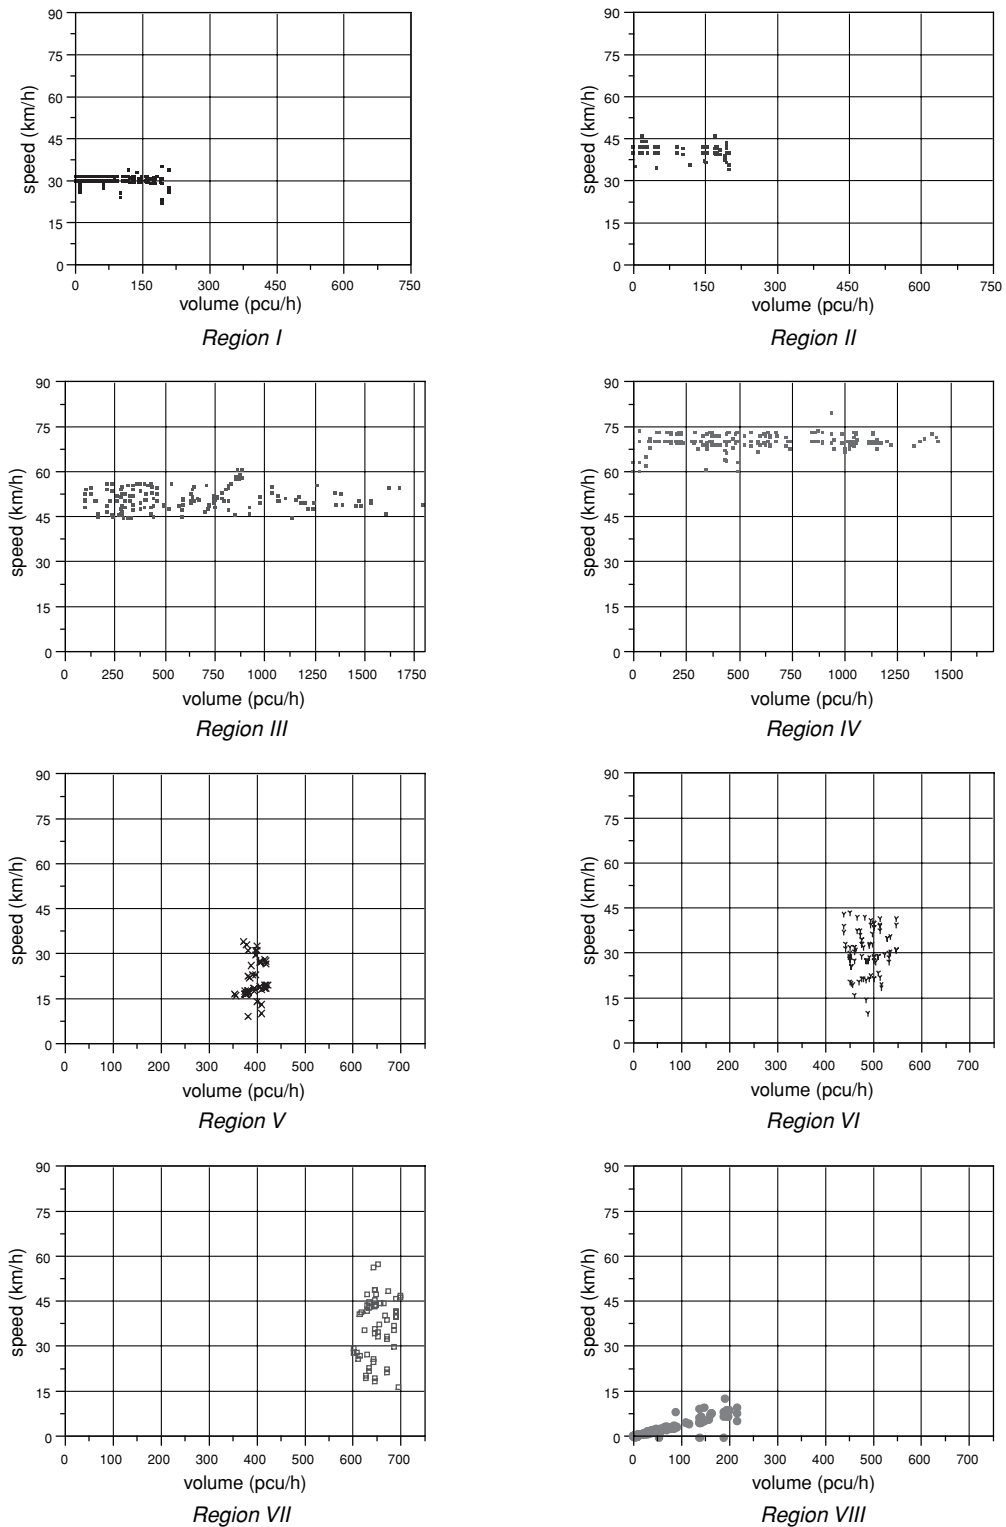 90 75 60 45 30 15 0
speed (km/h)
0 150 300 450 600 750
volume (pcu/h)
Region I
90 75 60 45 30 15 0
speed (km/h)
0 150 300 450 600 750
volume (pcu/h)
Region II
90 75 60 45 30 15 0
speed (km/h)
0 250 500 750 1000 1250 1500 1750
volume (pcu/h)
Region III
90 75 60 45 30 15 0
speed (km/h)
0 250 500 750 1000 1250 1500
volume (pcu/h)
Region IV
90 75 60 45 30 15 0
speed (km/h)
0 100 200 300 400 500 600 700
volume (pcu/h)
Region V
90 75 60 45 30 15 0
speed (km/h)
0 100 200 300 400 500 600 700
volume (pcu/h)
Region VI
90 75 60 45 30 15 0
speed (km/h)
0 100 200 300 400 500 600 700
volume (pcu/h)
Region VII
90 75 60 45 30 15 0
speed (km/h)
0 100 200 300 400 500 600 700
volume (pcu/h)
Region VIII